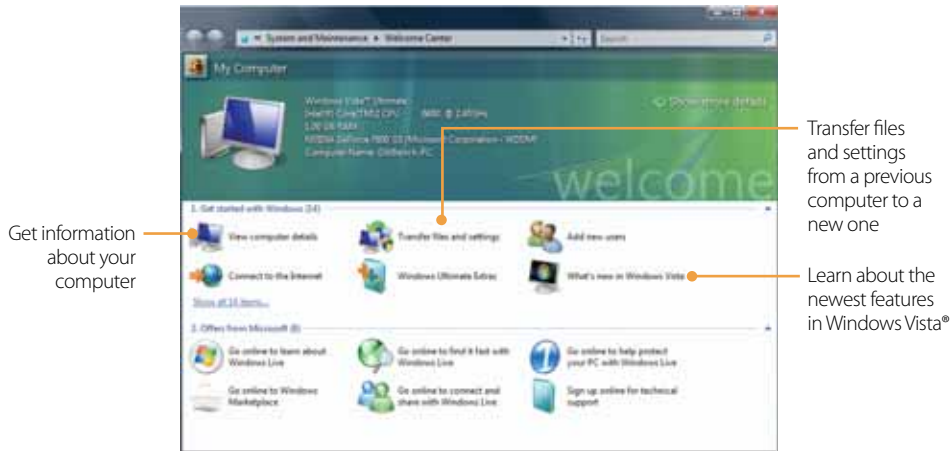 System and Maintenance Welcome Center
Search
My Computer
Windows Vista™ Ultimate
Show more details
welcome
Get information
about your
computer
1. Get started with Windows (14)
View computer details
Transfer files and settings
Add new users
Connect to the Internet
Windows Ultimate Extras
What's new in Windows Vista
Show all 14 items...
2. Offers from Microsoft (8)
Go online to learn about
Windows Live
Go online to find it fast with
Windows Live
Go online to help protect
your PC with Windows Live
Go online to Windows
Marketplace
Go online to connect and
share with Windows Live
Sign up online for technical
support
Transfer files
and settings
from a previous
computer to a
new one
Learn about the
newest features
in Windows Vista®